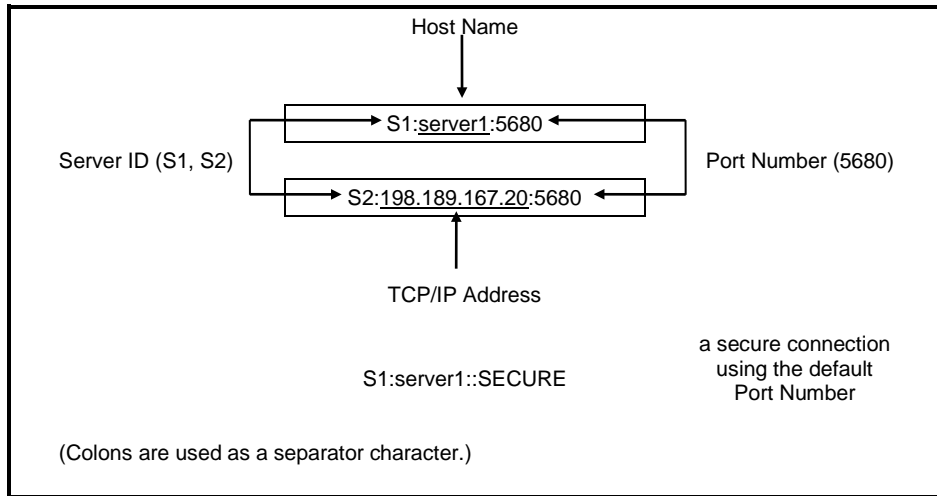 Host Name
S1:server1:5680
Server ID (S1, S2)
Port Number (5680)
S2:198.189.167.20:5680
TCP/IP Address
S1:server1::SECURE
a secure connection
using the default
Port Number
(Colons are used as a separator character.)